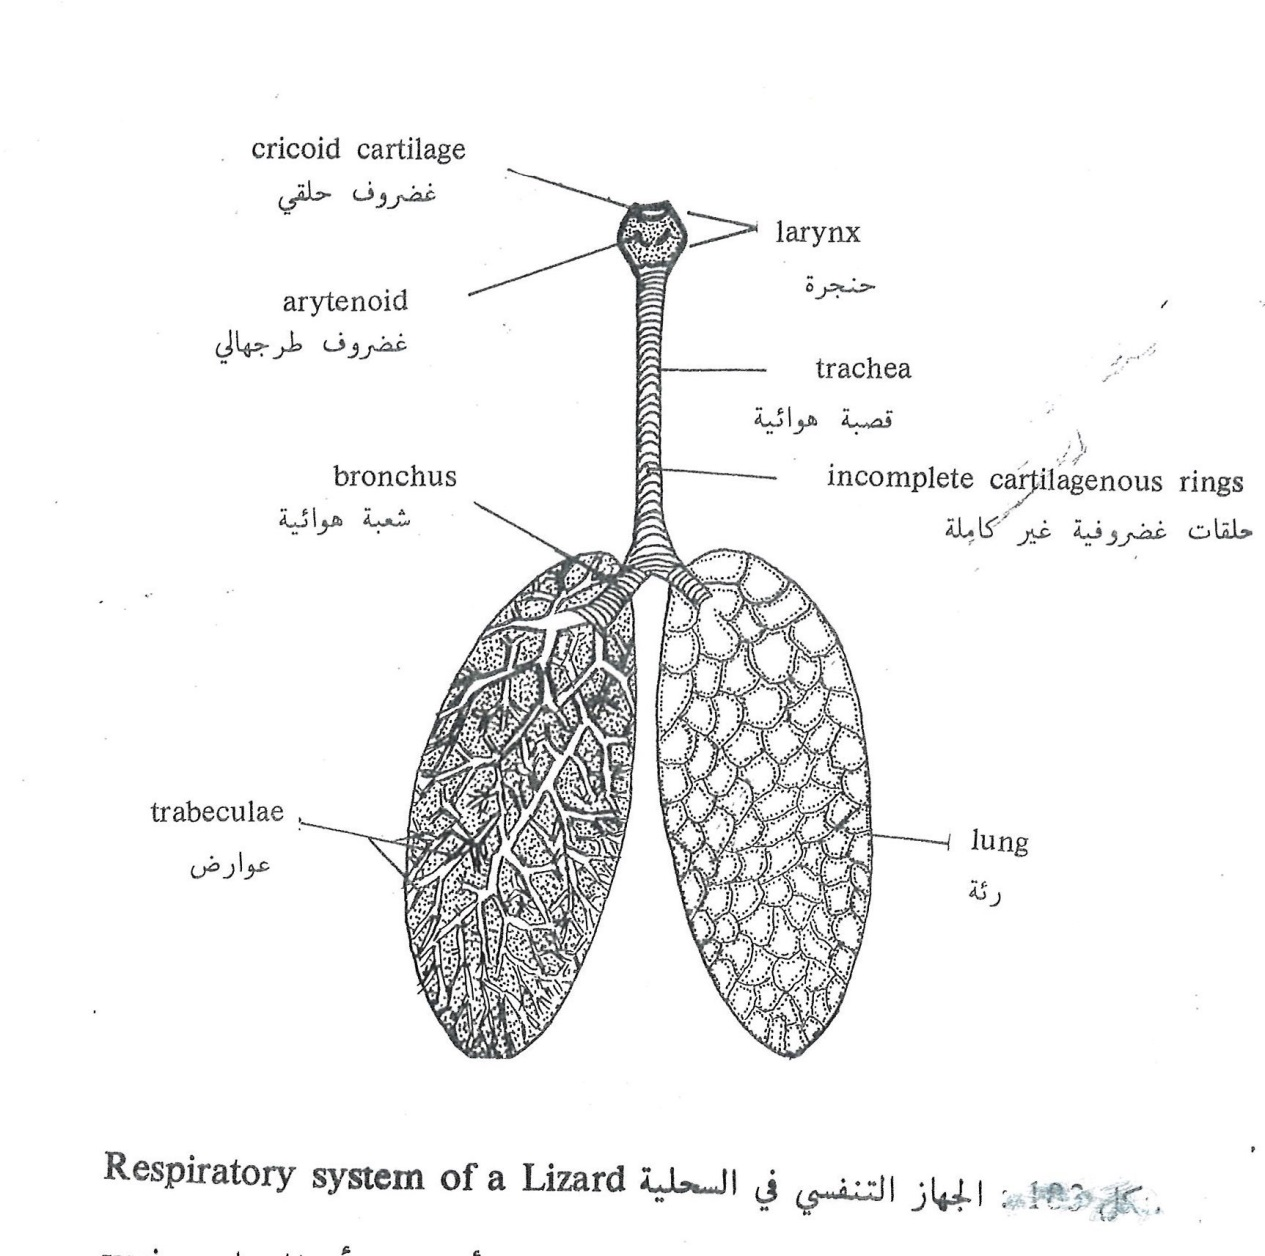 cricoid cartilage
غضروف حلقي
larynx
حنجرة
arytenoid
غضروف طرجهالي
trachea
قصبة هوائية
bronchus
شعبة هوائية
incomplete cartilagenous rings
حلقات غضروفية غير كاملة
trabeculae
عوارض
lung
رئة
Respiratory system of a Lizard الجهاز التنفسي في السحلية : 103